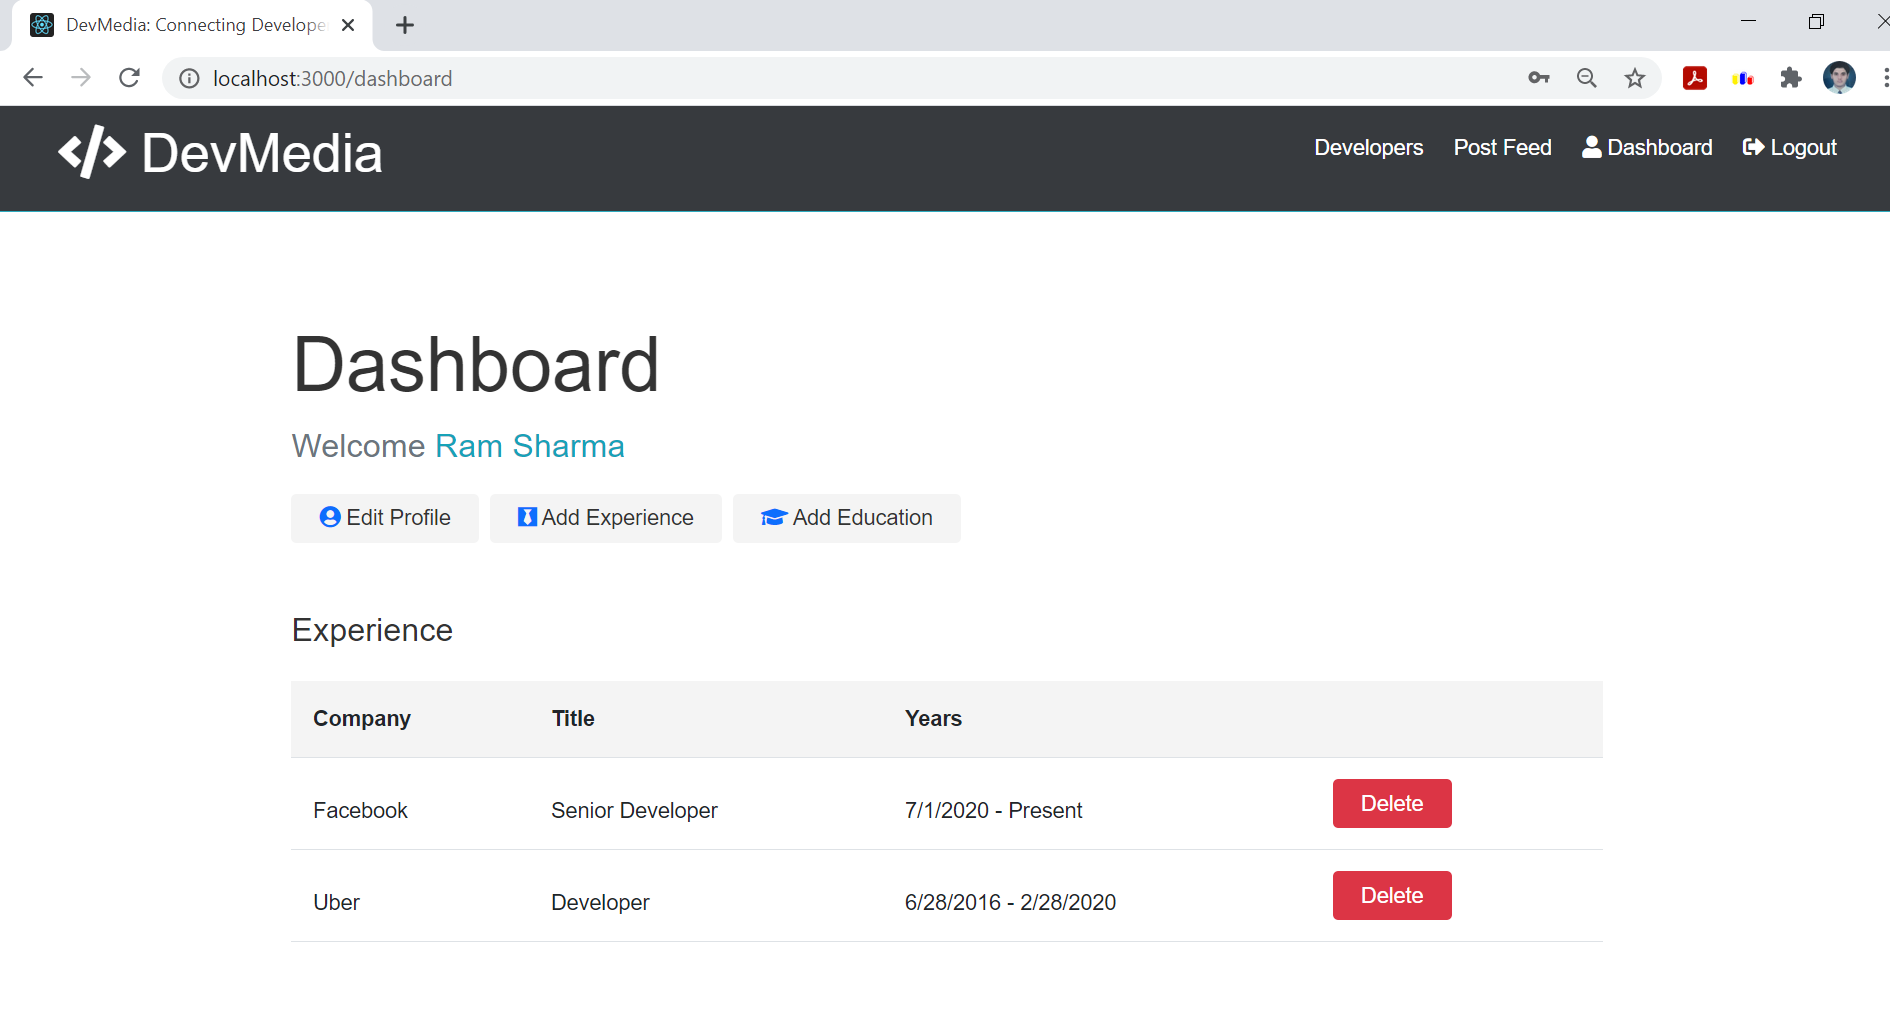 DevMedia: Connecting Develope
localhost:3000/dashboard
</> DevMedia
Developers Post Feed Dashboard Logout
Dashboard
Welcome Ram Sharma
Edit Profile Add Experience Add Education
Experience
Company Title Years
Facebook Senior Developer 7/1/2020 - Present Delete
Uber Developer 6/28/2016 - 2/28/2020 Delete